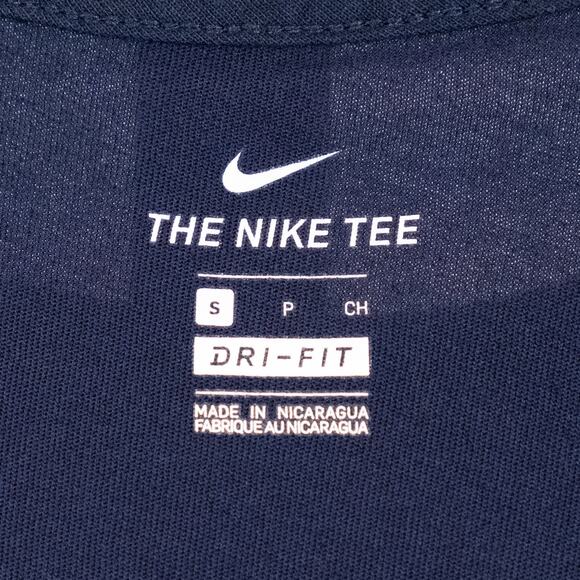 THE NIKE TEE
S P CH
DRI-FIT
MADE IN NICARAGUA
FABRIQUE AU NICARAGUA